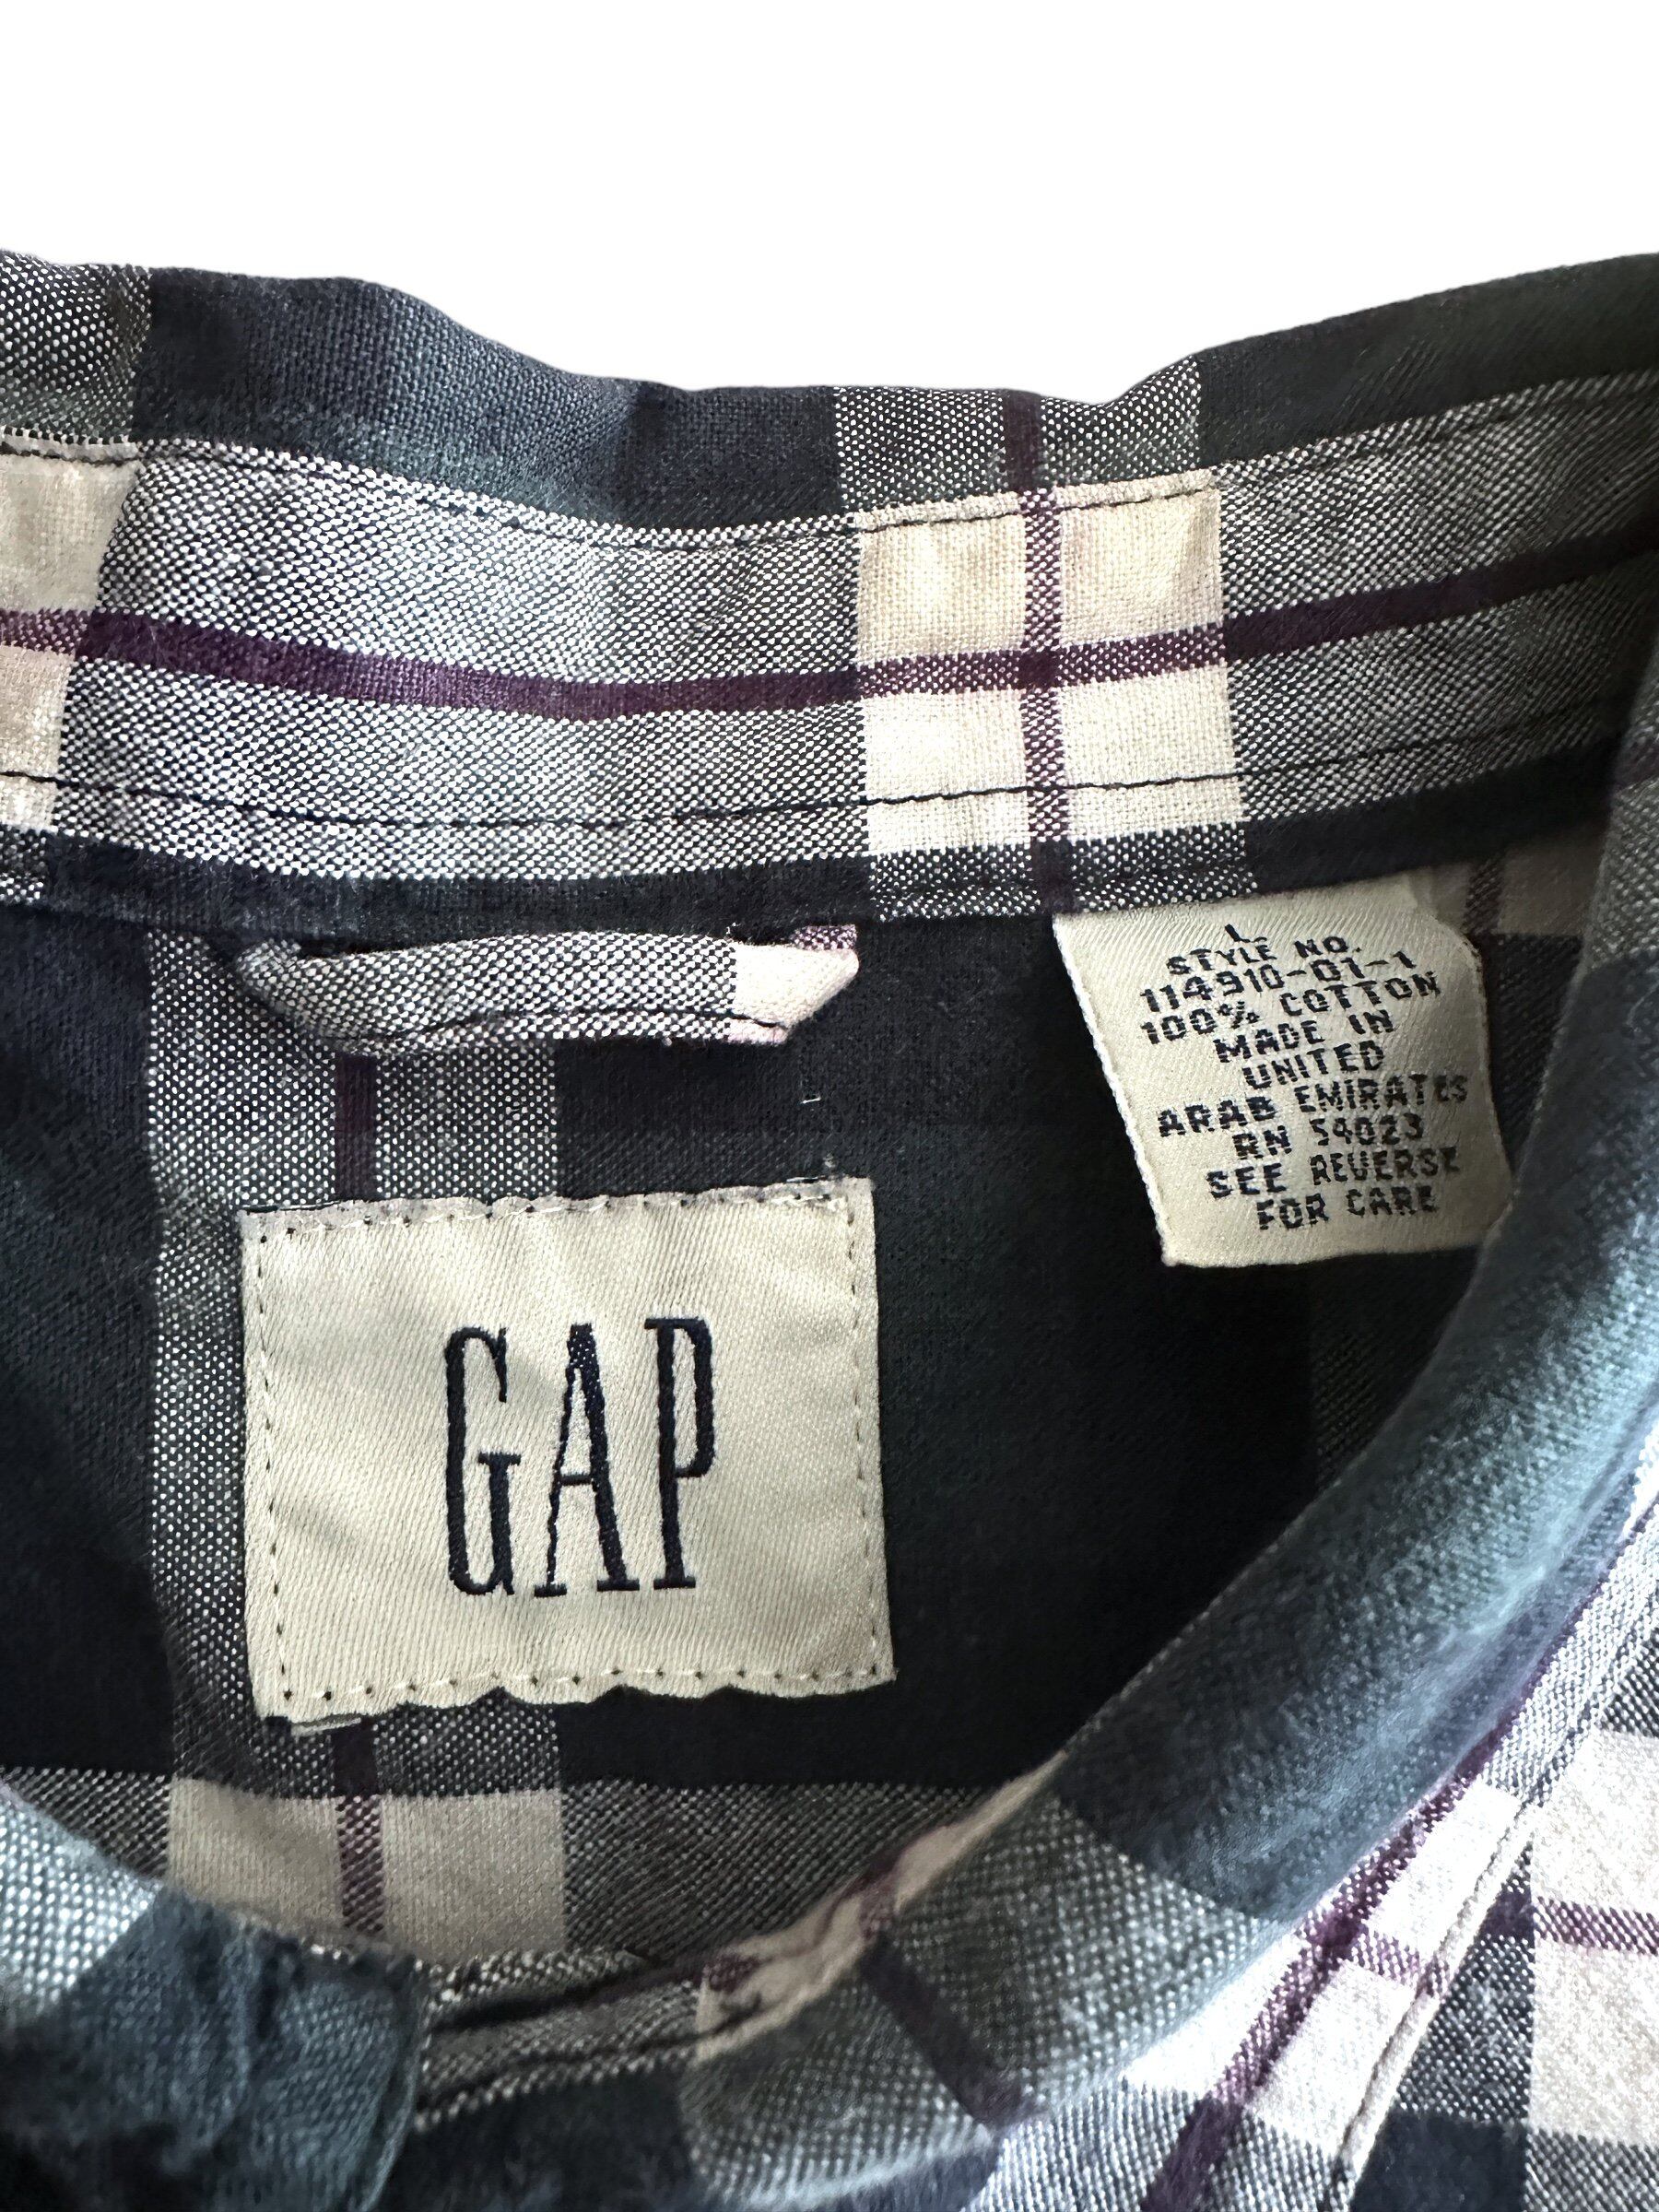 L
STYLE NO.
114910-01-1
100% COTTON
MADE IN
UNITED
ARAB EMIRATES
RN 54023
SEE REVERSE
FOR CARE
GAP